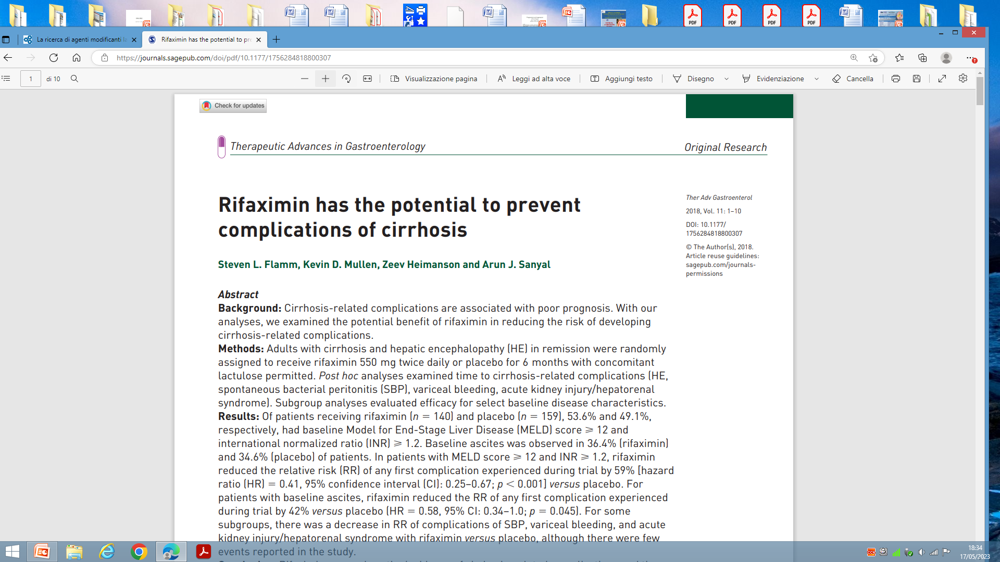 PDF
PDF
PDF
PDF
La ricerca di agenti modificanti la
Rifaximin has the potential to pre
https://journals.sagepub.com/doi/pdf/10.1177/1756284818800307
1 di 10
Visualizzazione pagina
Leggi ad alta voce
Aggiungi testo
Disegno
Evidenziazione
Cancella
Check for updates
Therapeutic Advances in Gastroenterology
Original Research
Rifaximin has the potential to prevent
complications of cirrhosis
Steven L. Flamm, Kevin D. Mullen, Zeev Heimanson and Arun J. Sanyal
Ther Adv Gastroenterol
2018, Vol. 11: 1–10
DOI: 10.1177/
1756284818800307
© The Author(s), 2018.
Article reuse guidelines:
sagepub.com/journals-
permissions
Abstract
Background: Cirrhosis-related complications are associated with poor prognosis. With our
analyses, we examined the potential benefit of rifaximin in reducing the risk of developing
cirrhosis-related complications.
Methods: Adults with cirrhosis and hepatic encephalopathy (HE) in remission were randomly
assigned to receive rifaximin 550 mg twice daily or placebo for 6 months with concomitant
lactulose permitted. Post hoc analyses examined time to cirrhosis-related complications (HE,
spontaneous bacterial peritonitis (SBP), variceal bleeding, acute kidney injury/hepatorenal
syndrome). Subgroup analyses evaluated efficacy for select baseline disease characteristics.
Results: Of patients receiving rifaximin (n = 140) and placebo (n = 159), 53.6% and 49.1%,
respectively, had baseline Model for End-Stage Liver Disease (MELD) score ⩾ 12 and
international normalized ratio (INR) ⩾ 1.2. Baseline ascites was observed in 36.4% (rifaximin)
and 34.6% (placebo) of patients. In patients with MELD score ⩾ 12 and INR ⩾ 1.2, rifaximin
reduced the relative risk (RR) of any first complication experienced during trial by 59% [hazard
ratio (HR) = 0.41, 95% confidence interval (CI): 0.25–0.67; p < 0.001] versus placebo. For
patients with baseline ascites, rifaximin reduced the RR of any first complication experienced
during trial by 42% versus placebo (HR = 0.58, 95% CI: 0.34–1.0; p = 0.045). For some
subgroups, there was a decrease in RR of complications of SBP, variceal bleeding, and acute
kidney injury/hepatorenal syndrome with rifaximin versus placebo, although there were few
events reported in the study.
18:34
17/05/2023